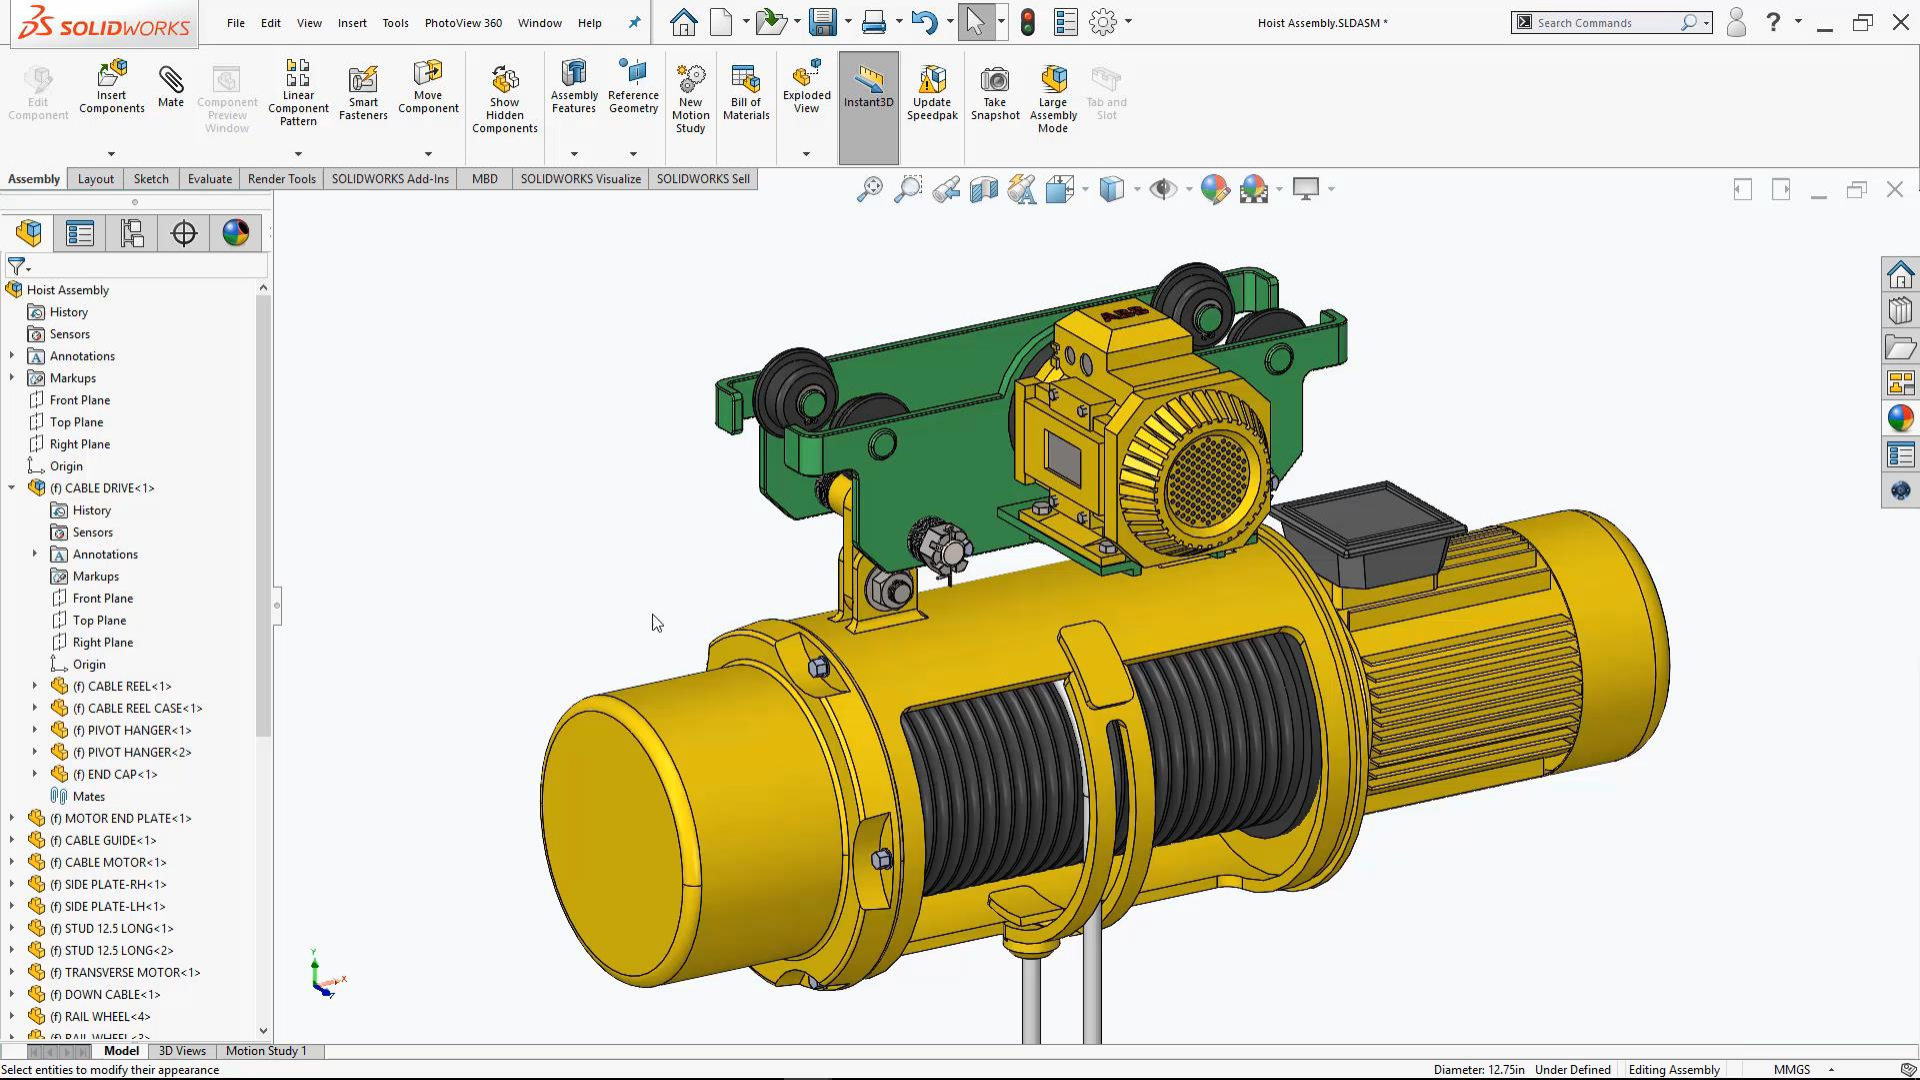 SOLIDWORKS
File Edit View Insert Tools PhotoView 360 Window Help
Hoist Assembly.SLDASM *
Search Commands
?
Edit Component
Insert Components
Mate
Component Preview Window
Linear Component Pattern
Smart Fasteners
Move Component
Show Hidden Components
Assembly Features
Reference Geometry
New Motion Study
Bill of Materials
Exploded View
Instant3D
Update Speedpak
Take Snapshot
Large Assembly Mode
Tab and Slot
Assembly Layout Sketch Evaluate Render Tools SOLIDWORKS Add-Ins MBD SOLIDWORKS Visualize SOLIDWORKS Sell
Hoist Assembly
History
Sensors
Annotations
Markups
Front Plane
Top Plane
Right Plane
Origin
(f) CABLE DRIVE<1>
History
Sensors
Annotations
Markups
Front Plane
Top Plane
Right Plane
Origin
(f) CABLE REEL<1>
(f) CABLE REEL CASE<1>
(f) PIVOT HANGER<1>
(f) PIVOT HANGER<2>
(f) END CAP<1>
Mates
(f) MOTOR END PLATE<1>
(f) CABLE GUIDE<1>
(f) CABLE MOTOR<1>
(f) SIDE PLATE-RH<1>
(f) SIDE PLATE-LH<1>
(f) STUD 12.5 LONG<1>
(f) STUD 12.5 LONG<2>
(f) TRANSVERSE MOTOR<1>
(f) DOWN CABLE<1>
(f) RAIL WHEEL<4>
(f) RAIL WHEEL<3>
ABB
Y
X
Z
Model 3D Views Motion Study 1
Select entities to modify their appearance
Diameter: 12.75in Under Defined Editing Assembly MMGS